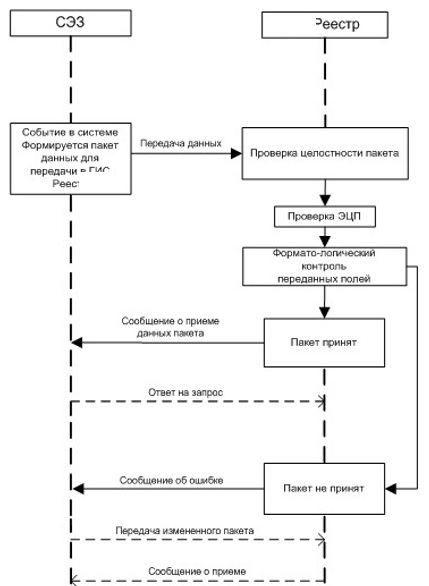 СЭЗ
Реестр
Событие в системе
Формируется пакет
данных для
передачи в ГИС
Передача данных
Проверка целостности пакета
Проверка ЭЦП
Формато-логический
контроль
переданных полей
Сообщение о приеме
данных пакета
Пакет принят
Ответ на запрос
Сообщение об ошибке
Пакет не принят
Передача измененного пакета
Сообщение о приеме